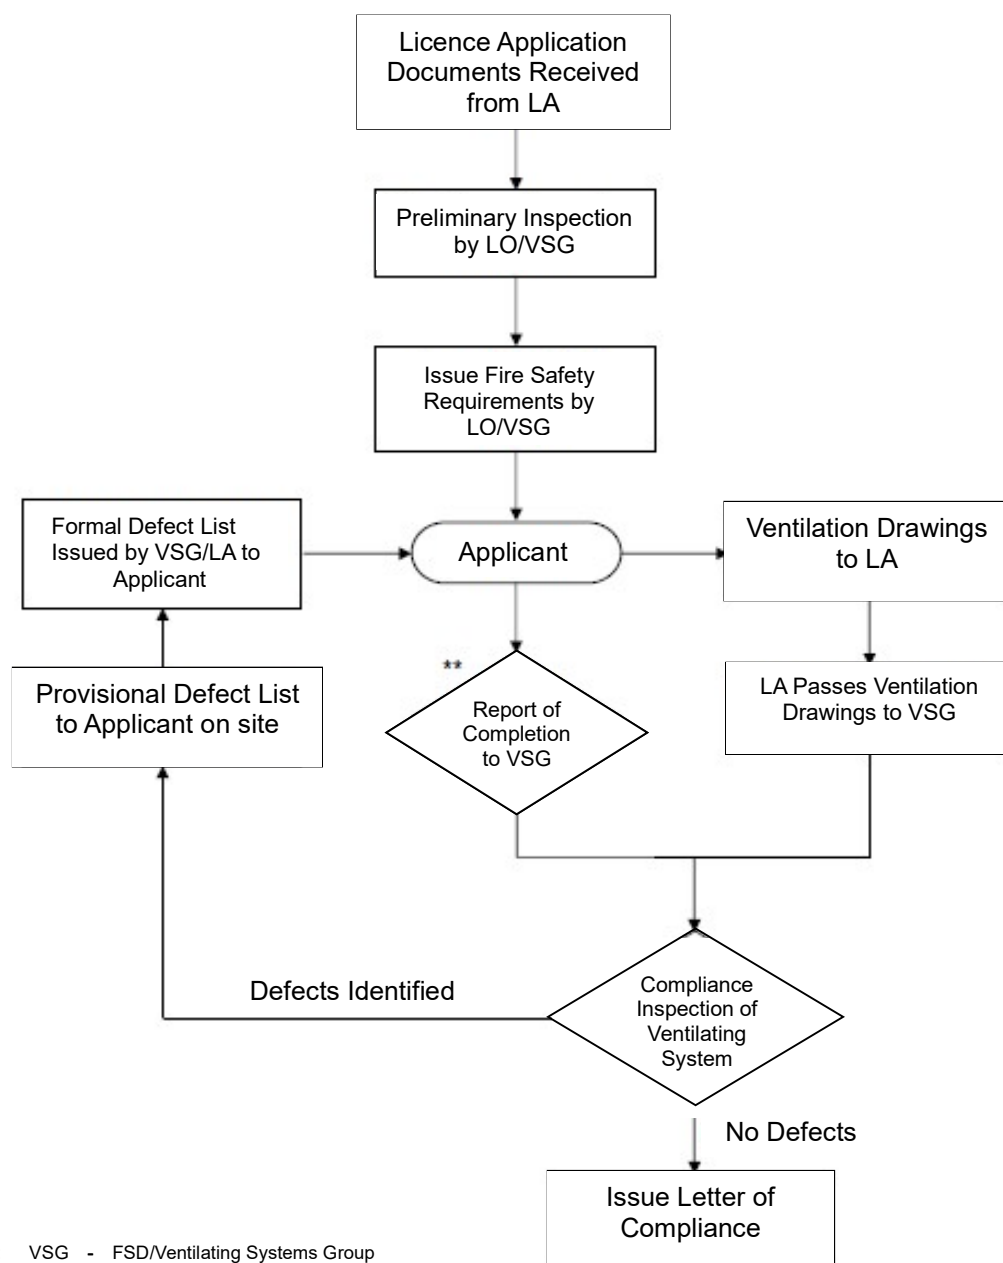 Licence Application
Documents Received
from LA
Preliminary Inspection
by LO/VSG
Issue Fire Safety
Requirements by
LO/VSG
Formal Defect List
Issued by VSG/LA to
Applicant
Applicant
Ventilation Drawings
to LA
**
Provisional Defect List
to Applicant on site
Report of
Completion
to VSG
LA Passes Ventilation
Drawings to VSG
Defects Identified
Compliance
Inspection of
Ventilating
System
No Defects
Issue Letter of
Compliance
VSG - FSD/Ventilating Systems Group